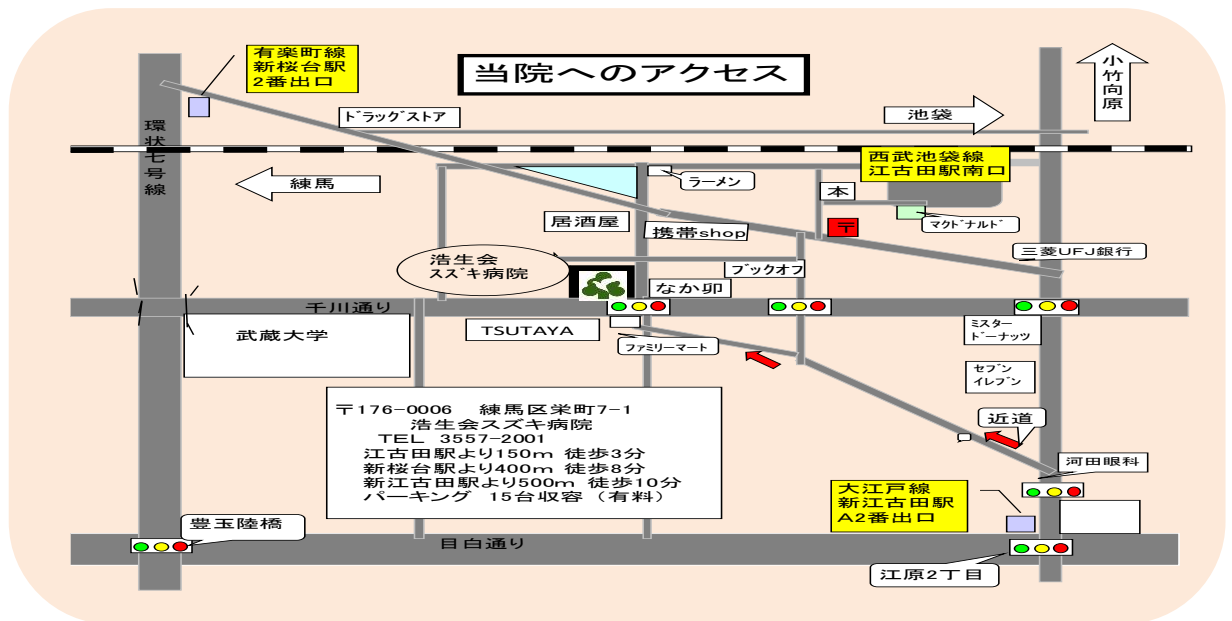 当院へのアクセス
有楽町線
新桜台駅
2番出口
小竹向原
ﾄﾞﾗｯｸﾞｽﾄｱ
池袋
環状七号線
西武池袋線
江古田駅南口
練馬
ラーメン
本
居酒屋
〒
ﾏｸﾄﾞﾅﾙﾄﾞ
携帯shop
三菱UFJ銀行
浩生会
ｽｽﾞｷ病院
ブックオフ
なか卯
千川通り
武蔵大学
TSUTAYA
ファミリーマート
ﾐｽﾀｰ
ﾄﾞｰﾅｯﾂ
ｾﾌﾞﾝ
ｲﾚﾌﾞﾝ
近道
〒176-0006 練馬区栄町7-1
浩生会スズキ病院
TEL 3557-2001
江古田駅より150m 徒歩3分
新桜台駅より400m 徒歩8分
新江古田駅より500m 徒歩10分
パーキング 15台収容（有料）
河田眼科
大江戸線
新江古田駅
A2番出口
豊玉陸橋
目白通り
江原2丁目